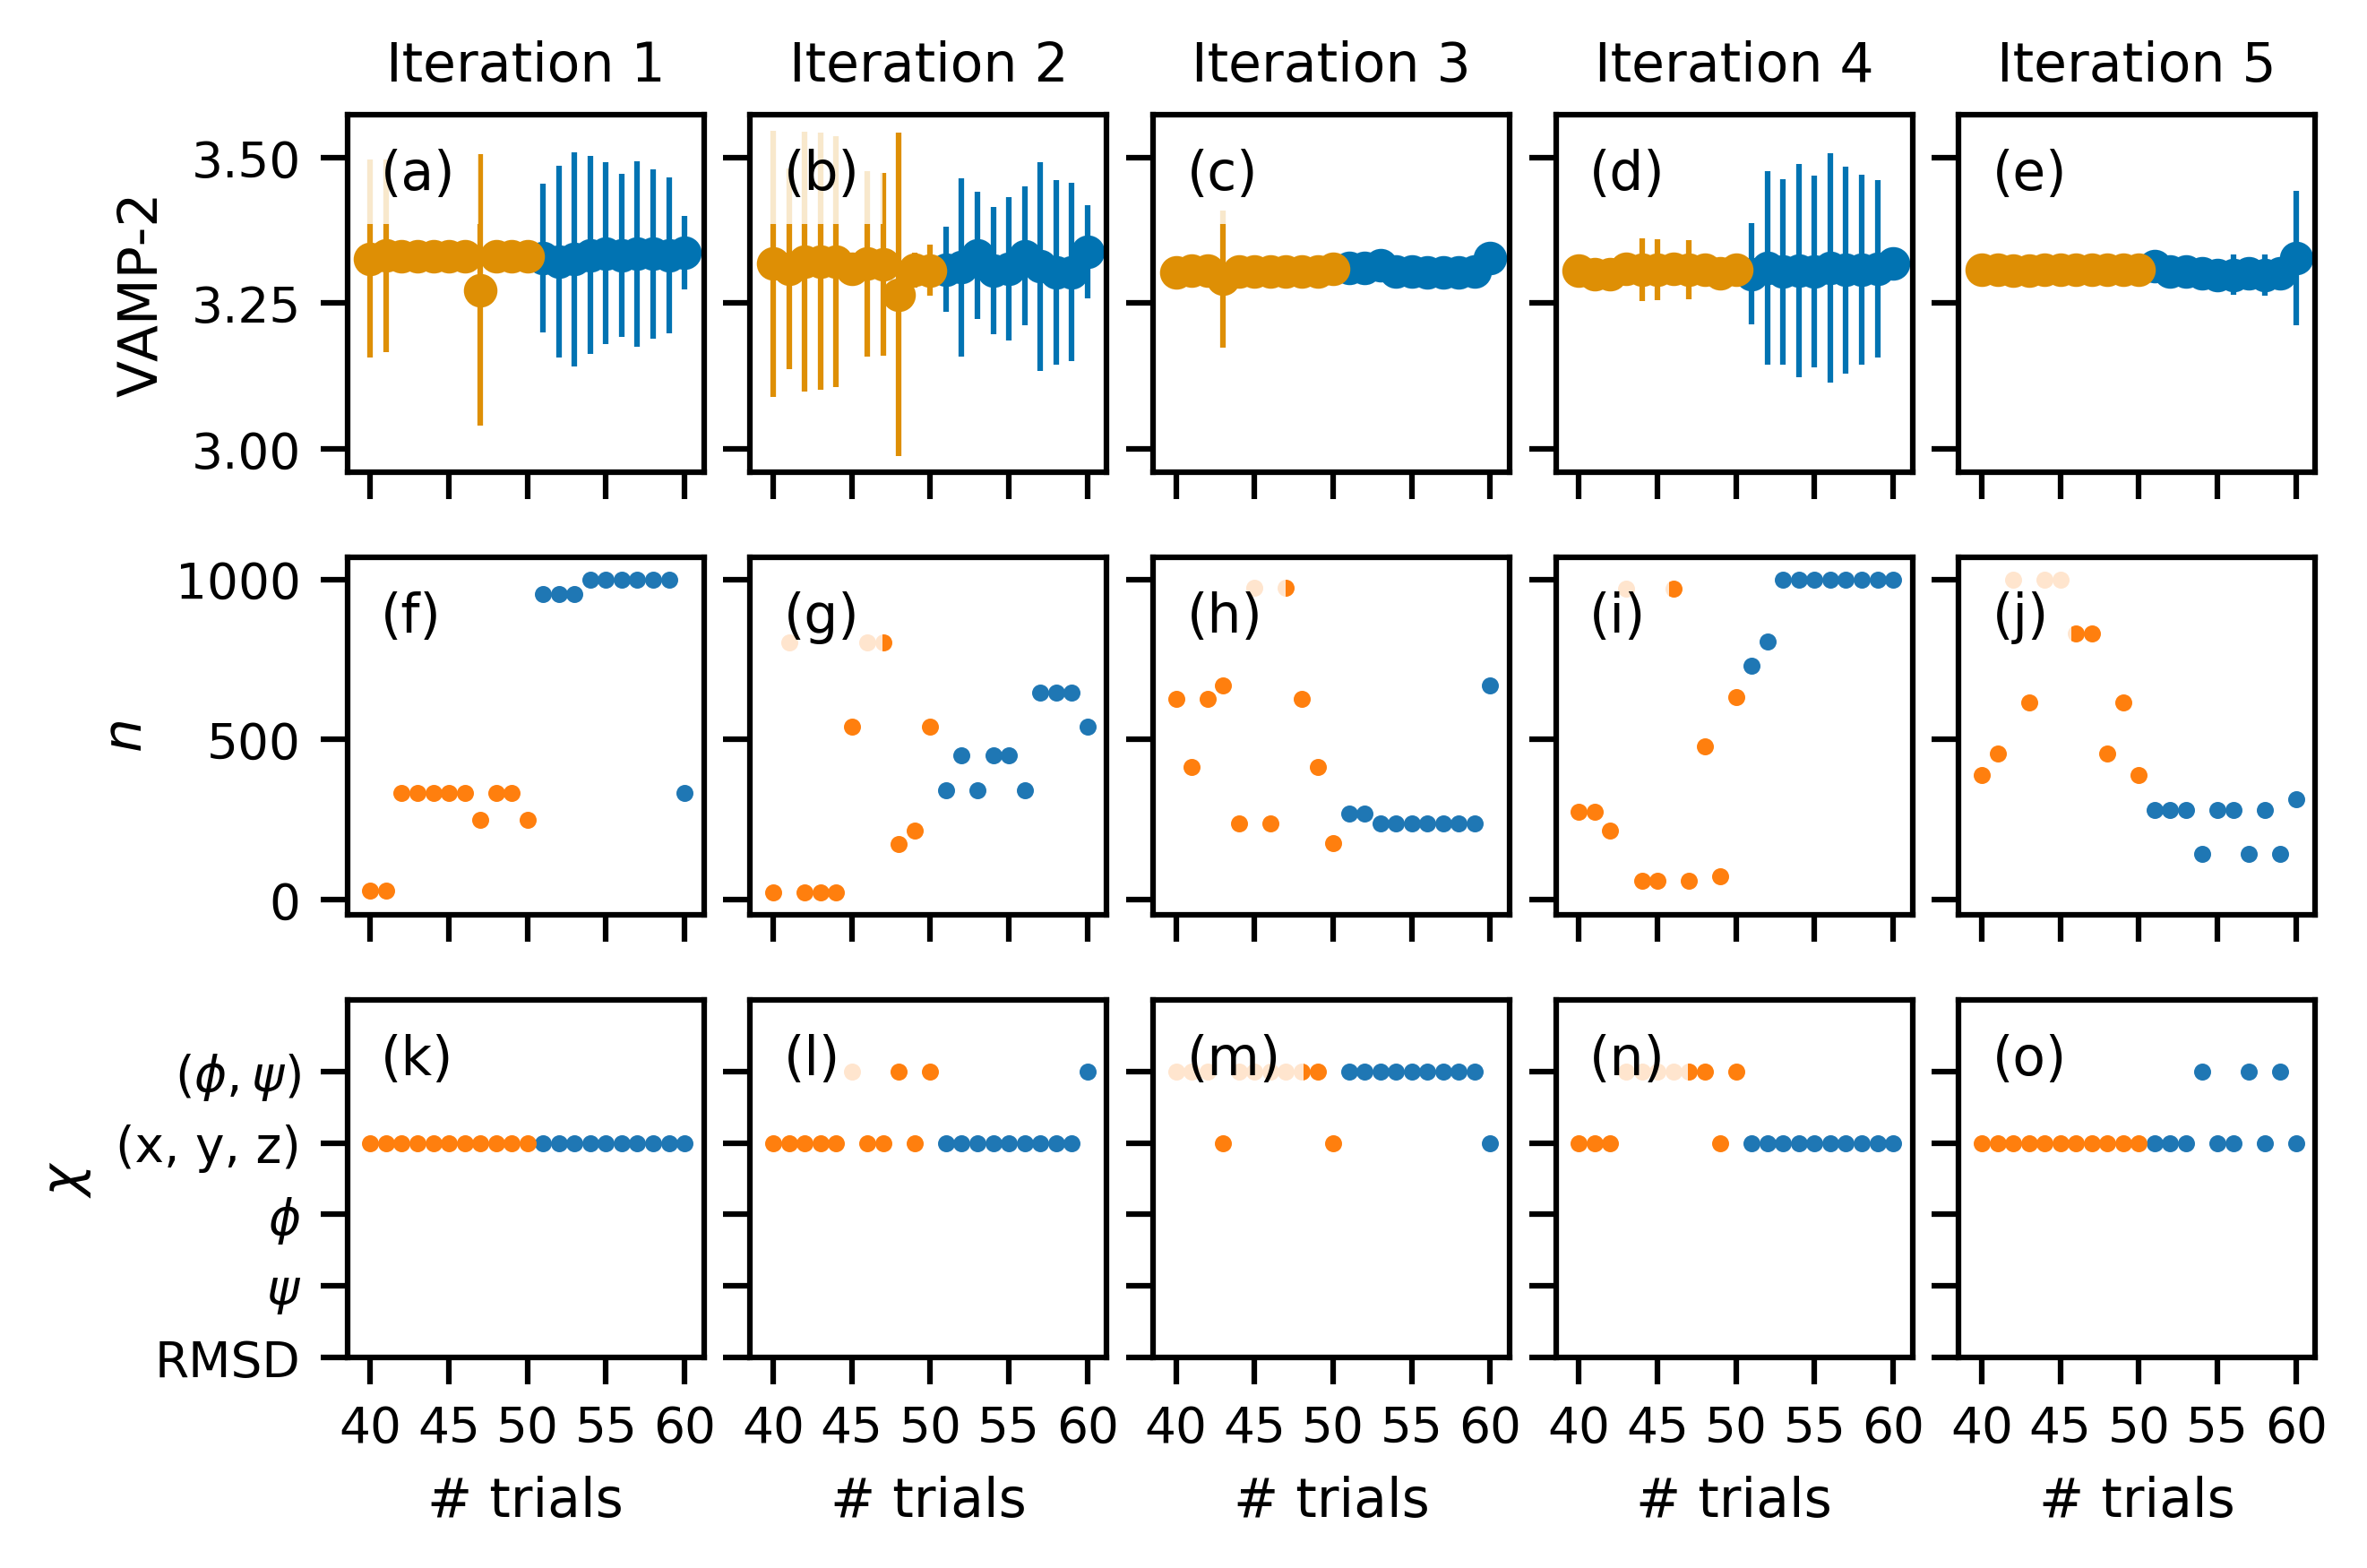 Iteration 1 Iteration 2 Iteration 3 Iteration 4 Iteration 5
VAMP-2
3.50
3.25
3.00
(a) (b) (c) (d) (e)
n
1000
500
0
(f) (g) (h) (i) (j)
χ
(ϕ, ψ)
(x, y, z)
ϕ
ψ
RMSD
(k) (l) (m) (n) (o)
40 45 50 55 60 40 45 50 55 60 40 45 50 55 60 40 45 50 55 60 40 45 50 55 60
# trials # trials # trials # trials # trials